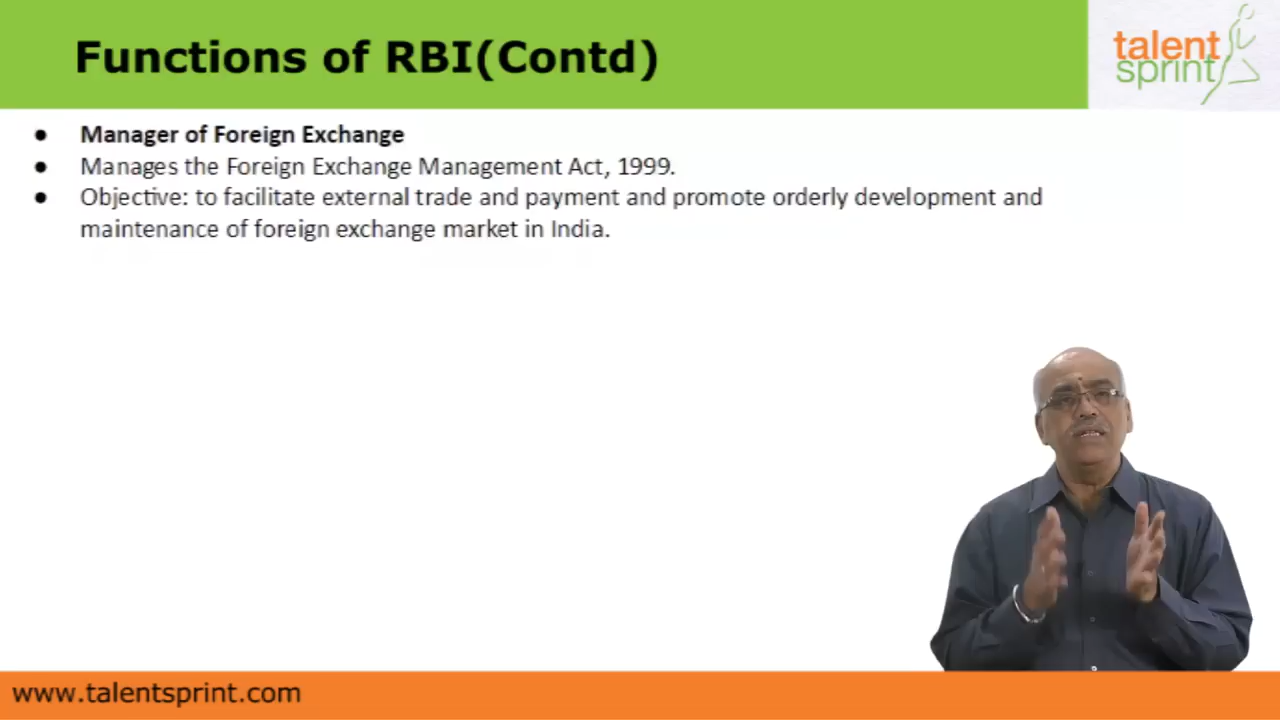 Functions of RBI(Contd)
talent
sprint
● Manager of Foreign Exchange
● Manages the Foreign Exchange Management Act, 1999.
● Objective: to facilitate external trade and payment and promote orderly development and
maintenance of foreign exchange market in India.
www.talentsprint.com